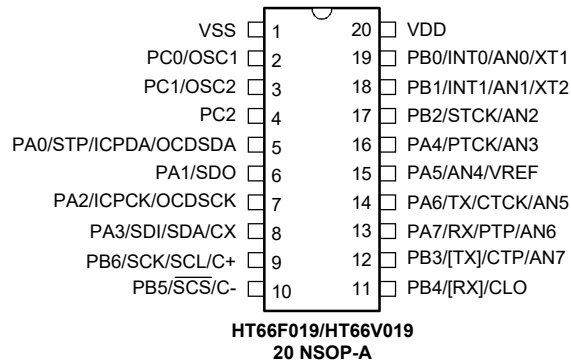 VSS 1 20 VDD
PC0/OSC1 2 19 PB0/INT0/AN0/XT1
PC1/OSC2 3 18 PB1/INT1/AN1/XT2
PC2 4 17 PB2/STCK/AN2
PA0/STP/ICPDA/OCDSDA 5 16 PA4/PTCK/AN3
PA1/SDO 6 15 PA5/AN4/VREF
PA2/ICPCK/OCDSCK 7 14 PA6/TX/CTCK/AN5
PA3/SDI/SDA/CX 8 13 PA7/RX/PTP/AN6
PB6/SCK/SCL/C+ 9 12 PB3/[TX]/CTP/AN7
PB5/S̅C̅S̅/C- 10 11 PB4/[RX]/CLO
HT66F019/HT66V019
20 NSOP-A